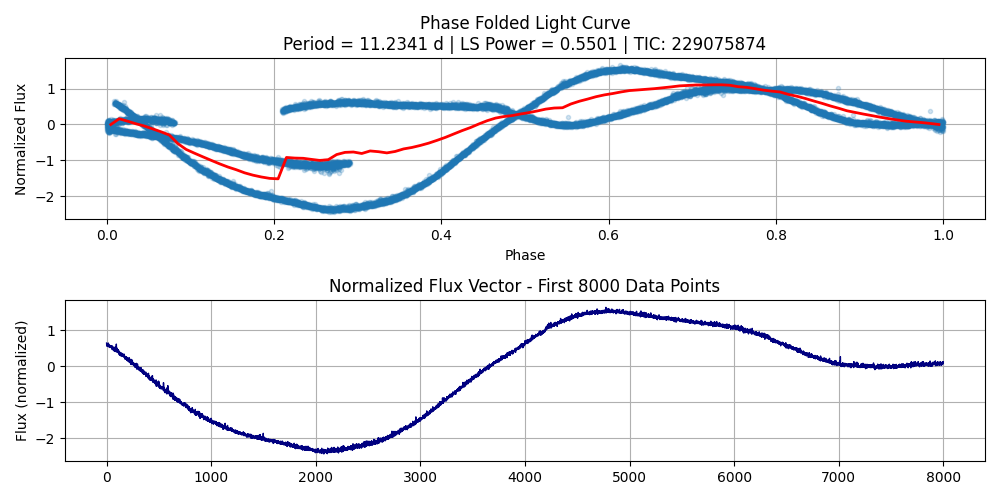 Phase Folded Light Curve
Period = 11.2341 d | LS Power = 0.5501 | TIC: 229075874
Normalized Flux
1
0
−1
−2
0.0 0.2 0.4 0.6 0.8 1.0
Phase
Normalized Flux Vector - First 8000 Data Points
Flux (normalized)
1
0
−1
−2
0 1000 2000 3000 4000 5000 6000 7000 8000